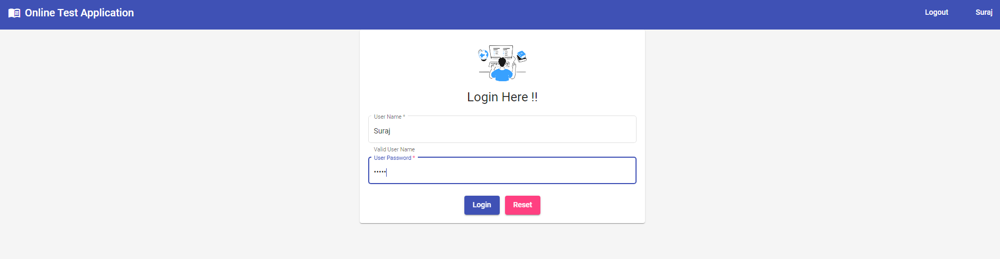 Online Test Application
Logout
Suraj
Login Here !!
User Name *
Suraj
Valid User Name
User Password *
•••••
Login
Reset